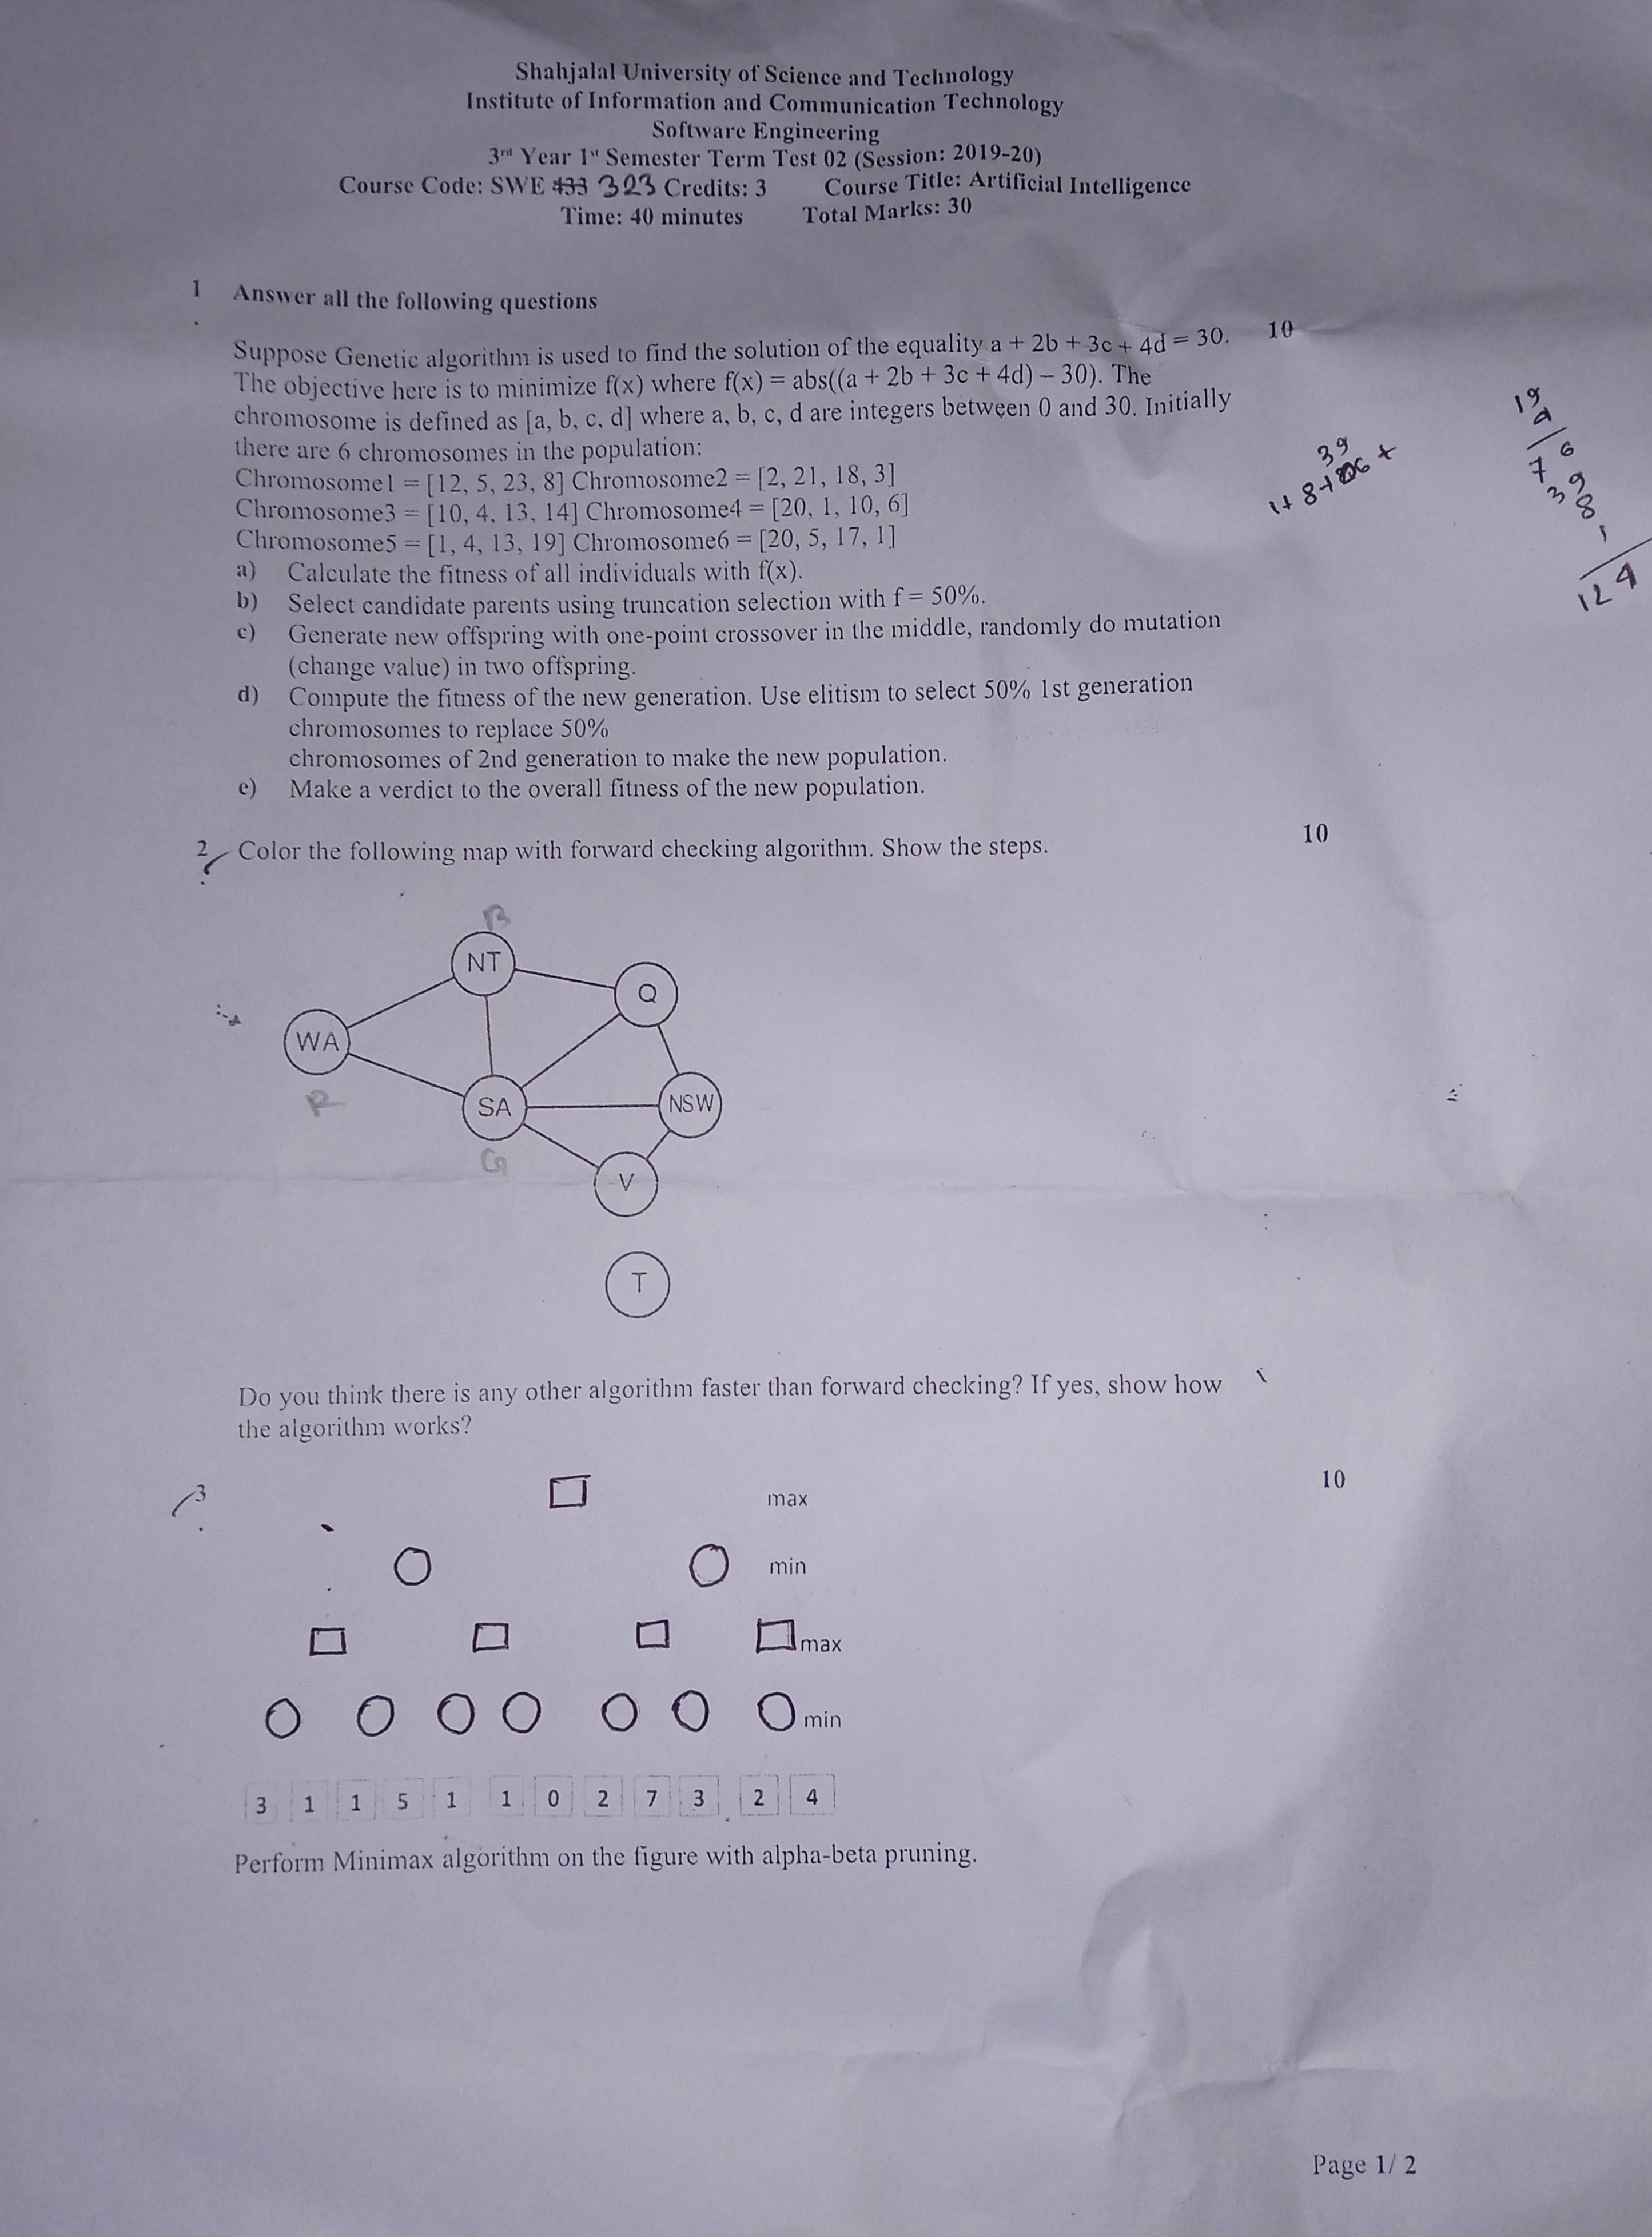 Shahjalal University of Science and Technology
Institute of Information and Communication Technology
Software Engineering
3rd Year 1st Semester Term Test 02 (Session: 2019-20)
Course Code: SWE 433 323 Credits: 3 Course Title: Artificial Intelligence
Time: 40 minutes Total Marks: 30
1 Answer all the following questions
Suppose Genetic algorithm is used to find the solution of the equality a + 2b + 3c + 4d = 30. 10
The objective here is to minimize f(x) where f(x) = abs((a + 2b + 3c + 4d) – 30). The
chromosome is defined as [a, b, c, d] where a, b, c, d are integers between 0 and 30. Initially
there are 6 chromosomes in the population:
Chromosome1 = [12, 5, 23, 8] Chromosome2 = [2, 21, 18, 3]
Chromosome3 = [10, 4, 13, 14] Chromosome4 = [20, 1, 10, 6]
Chromosome5 = [1, 4, 13, 19] Chromosome6 = [20, 5, 17, 1]
a) Calculate the fitness of all individuals with f(x).
b) Select candidate parents using truncation selection with f = 50%.
c) Generate new offspring with one-point crossover in the middle, randomly do mutation
(change value) in two offspring.
d) Compute the fitness of the new generation. Use elitism to select 50% 1st generation
chromosomes to replace 50%
chromosomes of 2nd generation to make the new population.
e) Make a verdict to the overall fitness of the new population.
19
4
76
39
8
1
124
39
2 Color the following map with forward checking algorithm. Show the steps. 10
B
NT
Q
WA
R
SA
NSW
G
V
T
Do you think there is any other algorithm faster than forward checking? If yes, show how
the algorithm works?
3 10
max
min
max
min
3 1 1 5 1 1 0 2 7 3 2 4
Perform Minimax algorithm on the figure with alpha-beta pruning.
Page 1/ 2